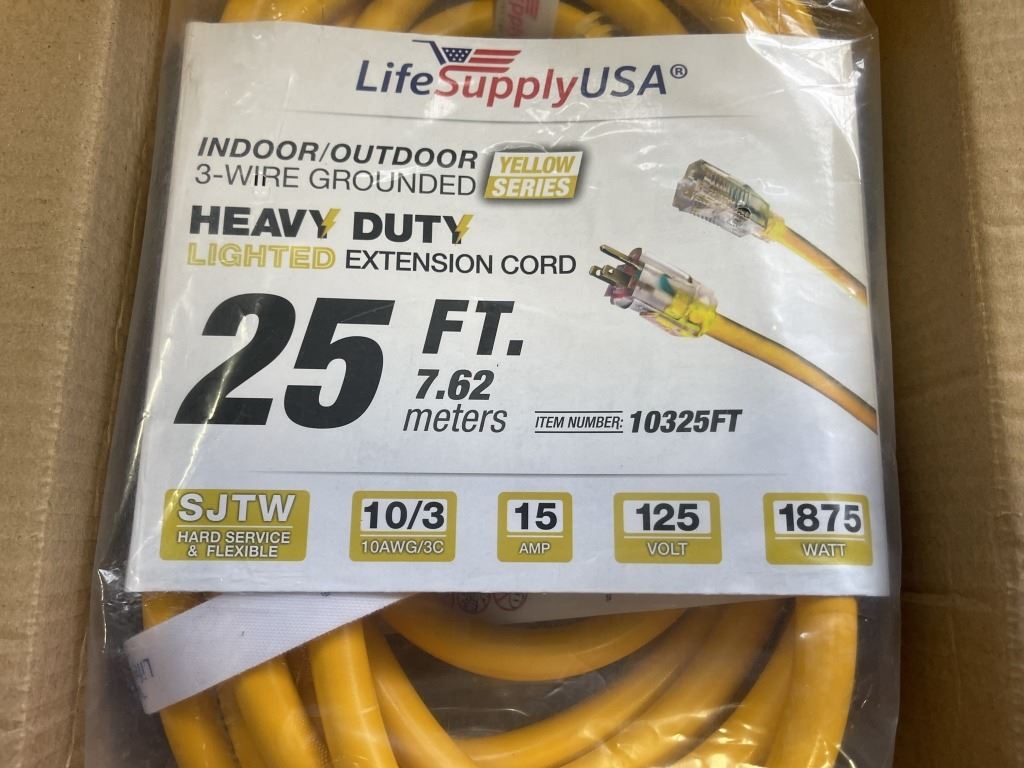 LifeSupplyUSA®
INDOOR/OUTDOOR
3-WIRE GROUNDED
YELLOW
SERIES
HEAVY DUTY
LIGHTED EXTENSION CORD
25 FT.
7.62
meters
ITEM NUMBER: 10325FT
SJTW
HARD SERVICE
& FLEXIBLE
10/3
10AWG/3C
15
AMP
125
VOLT
1875
WATT